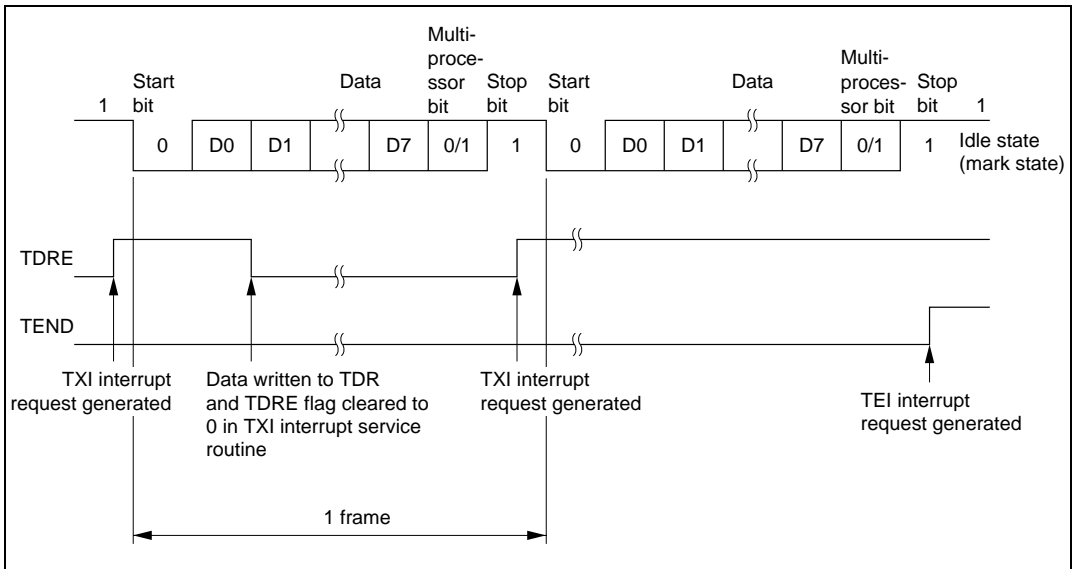 Multi-
proce-
ssor
bit
Start
bit
Data
Stop
bit
Start
bit
Data
Multi-
proces-
sor bit
Stop
bit
1
1
0
D0
D1
D7
0/1
1
0
D0
D1
D7
0/1
1
Idle state
(mark state)
TDRE
TEND
TXI interrupt
request generated
Data written to TDR
and TDRE flag cleared to
0 in TXI interrupt service
routine
TXI interrupt
request generated
TEI interrupt
request generated
1 frame